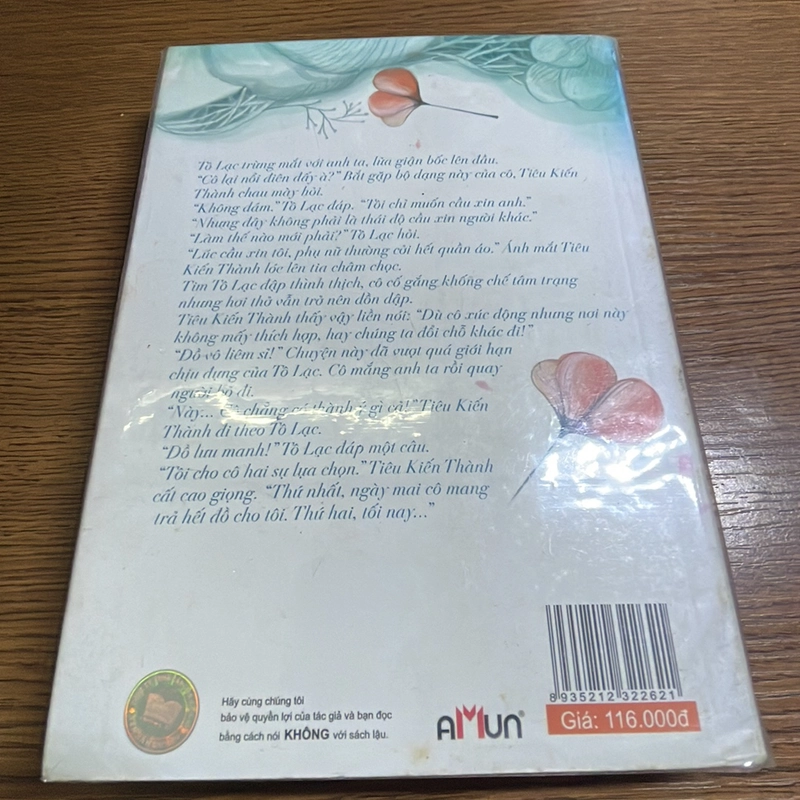 Tô Lạc trừng mắt với anh ta, lửa giận bốc lên đầu.
“Cô lại nổi điên đấy à?” Bắt gặp bộ dạng này của cô, Tiêu Kiến
Thành chau mày hỏi.
“Không dám.” Tô Lạc đáp. “Tôi chỉ muốn cầu xin anh.”
“Nhưng đây không phải là thái độ cầu xin người khác.”
“Làm thế nào mới phải?” Tô Lạc hỏi.
“Lúc cầu xin tôi, phụ nữ thường cởi hết quần áo.” Ánh mắt Tiêu
Kiến Thành lóe lên tia châm chọc.
Tim Tô Lạc đập thình thịch, cô cố gắng khống chế tâm trạng
nhưng hơi thở vẫn trở nên dồn dập.
Tiêu Kiến Thành thấy vậy liền nói: “Dù cô xúc động nhưng nơi này
không mấy thích hợp, hay chúng ta đổi chỗ khác đi!”
“Đồ vô liêm sỉ!” Chuyện này đã vượt quá giới hạn
chịu đựng của Tô Lạc. Cô mắng anh ta rồi quay
người bỏ đi.
“Này... Cô chẳng có thành ý gì cả!” Tiêu Kiến
Thành đi theo Tô Lạc.
“Đồ lưu manh!” Tô Lạc đáp một câu.
“Tôi cho cô hai sự lựa chọn.” Tiêu Kiến Thành
cất cao giọng. “Thứ nhất, ngày mai cô mang
trả hết đồ cho tôi. Thứ hai, tối nay...”
Hãy cùng chúng tôi
bảo vệ quyền lợi của tác giả và bạn đọc
bằng cách nói KHÔNG với sách lậu.
AMUN®
8 935212 322621
Giá: 116.000đ